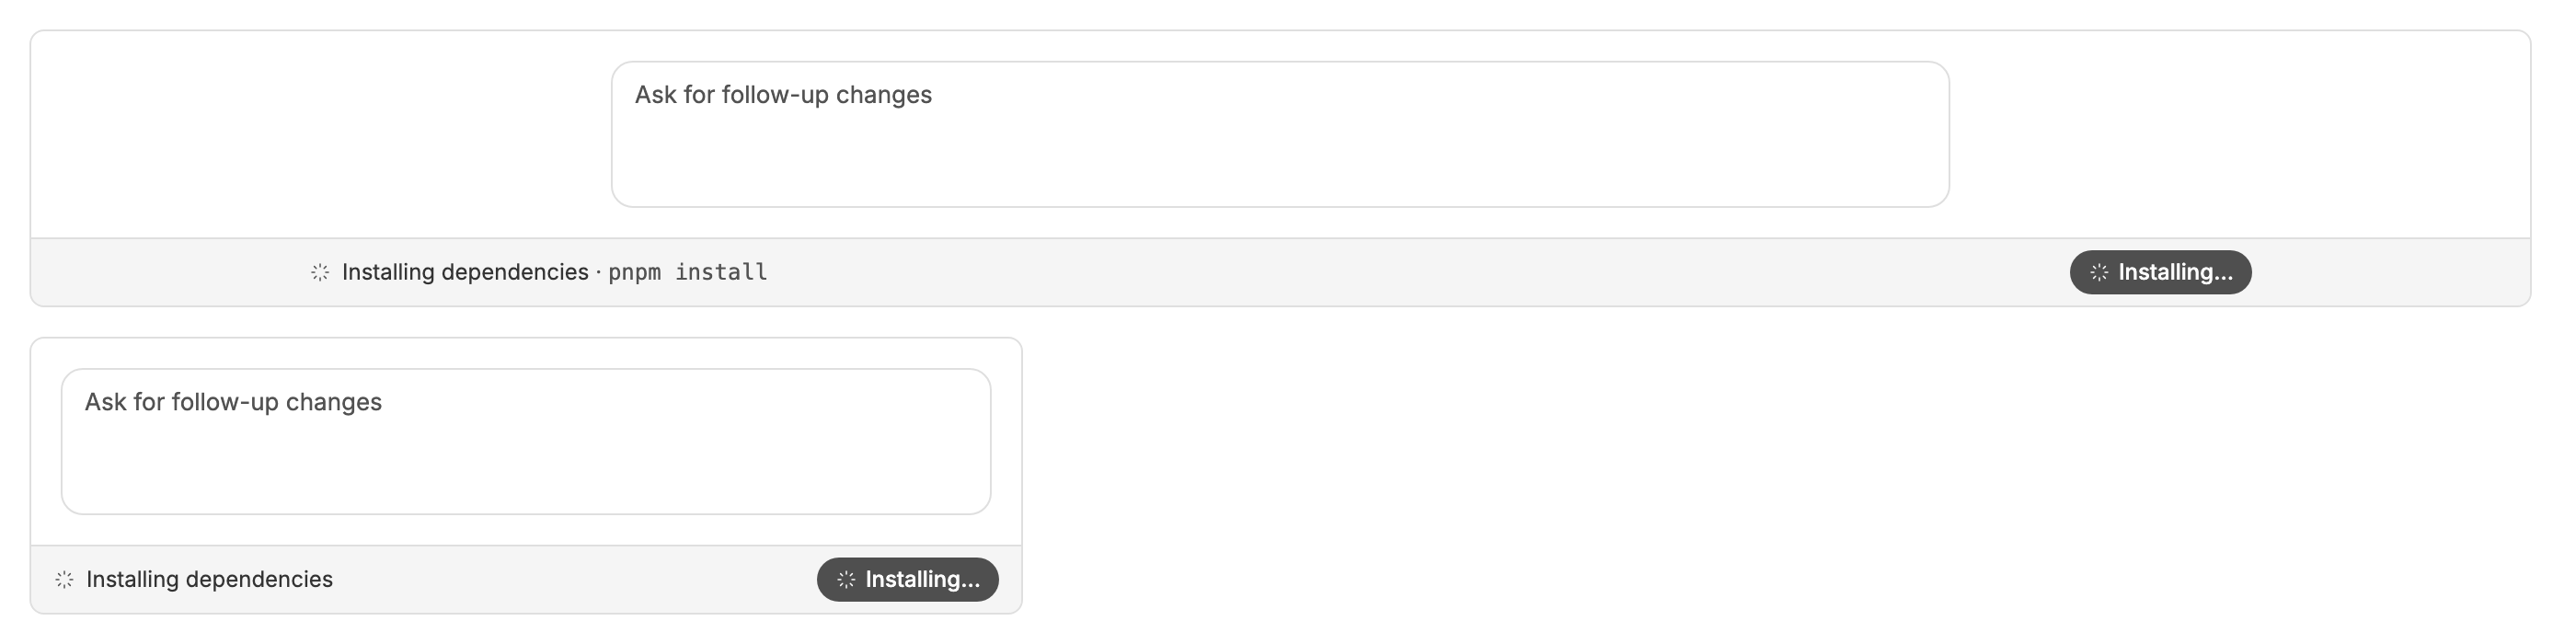 Ask for follow-up changes
Installing dependencies · pnpm install
Installing...
Ask for follow-up changes
Installing dependencies
Installing...